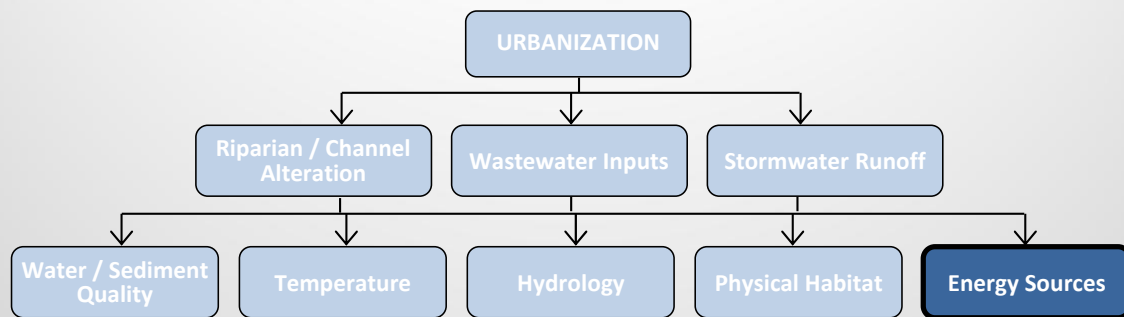 URBANIZATION
Riparian / Channel
Alteration
Wastewater Inputs
Stormwater Runoff
Water / Sediment
Quality
Temperature
Hydrology
Physical Habitat
Energy Sources